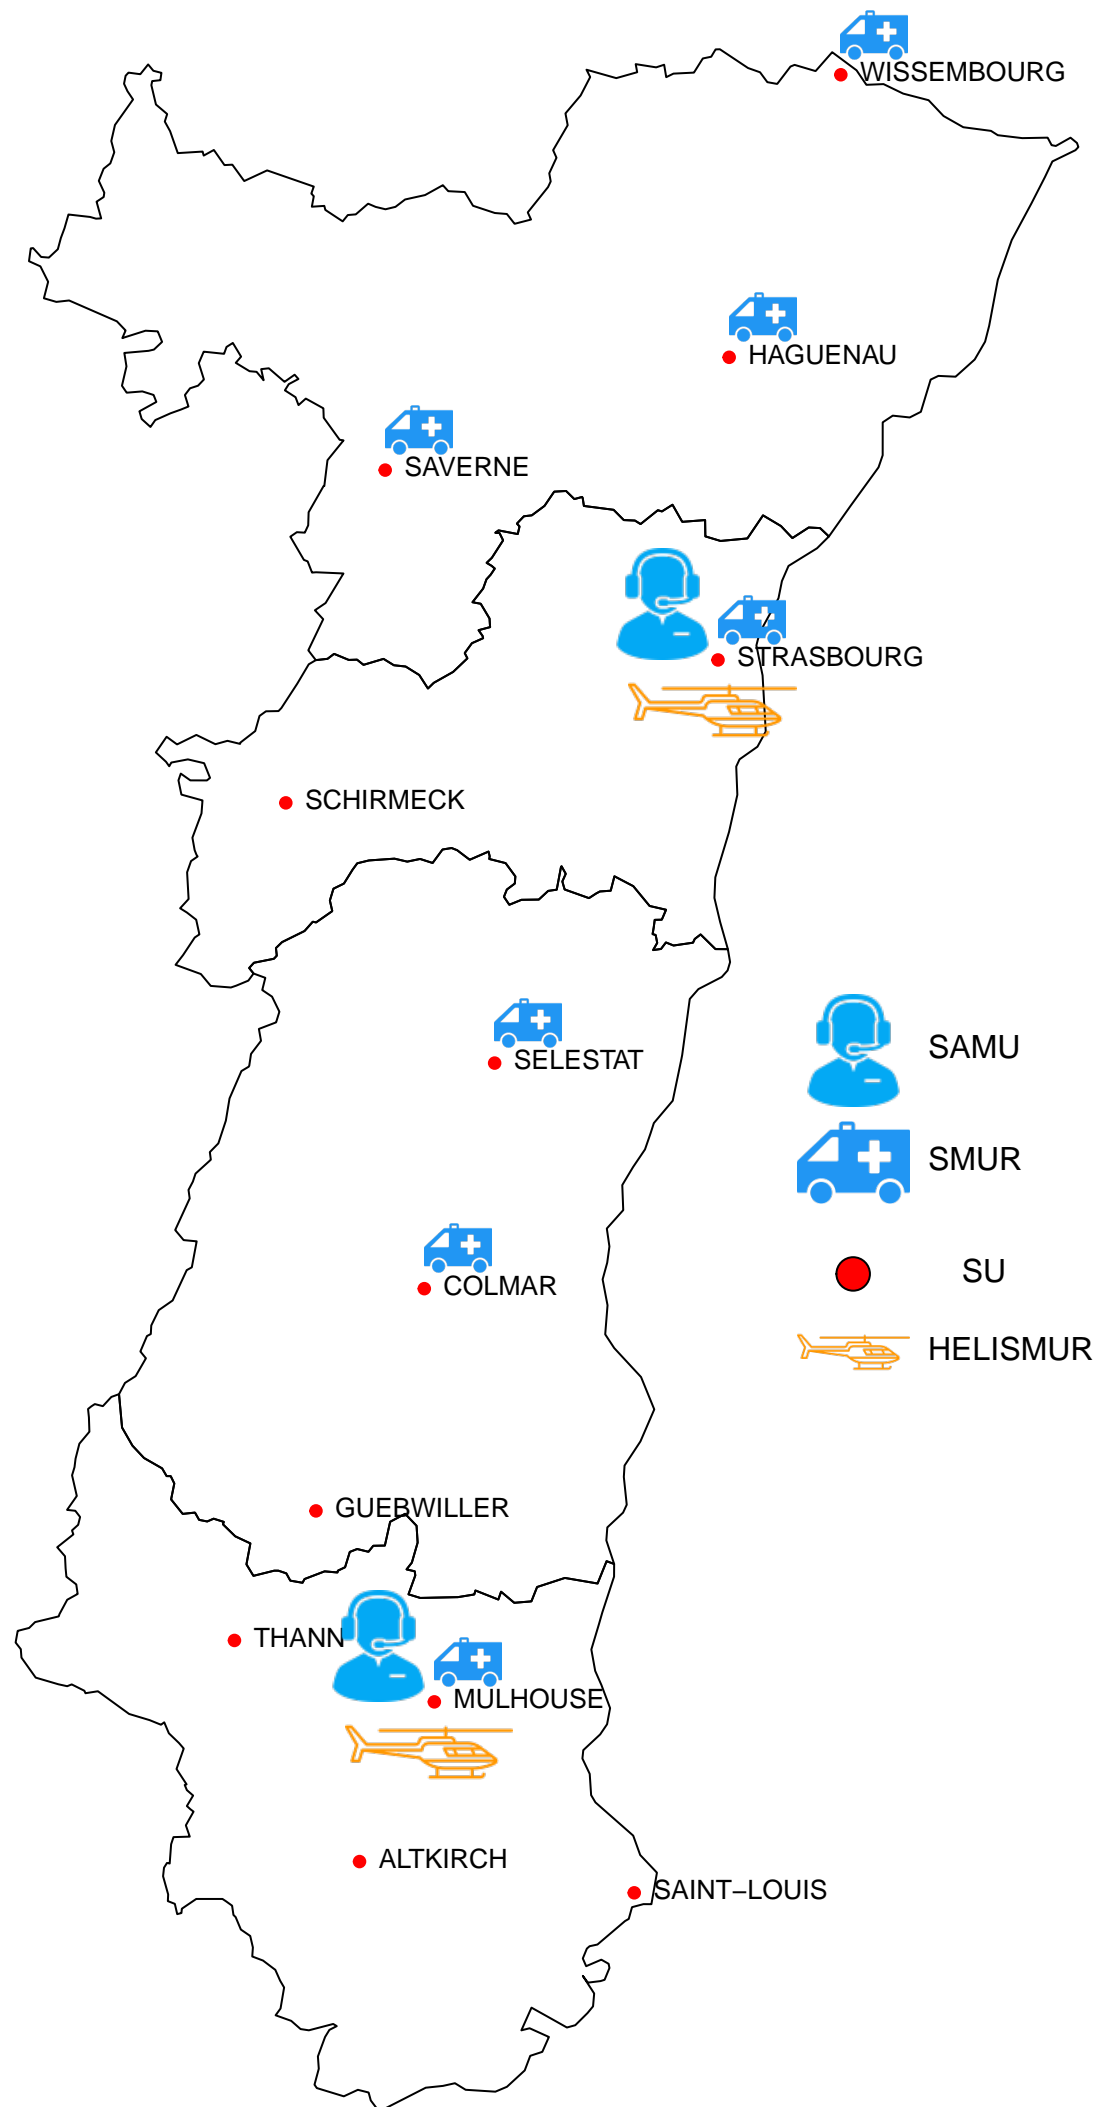 WISSEMBOURG
HAGUENAU
SAVERNE
STRASBOURG
SCHIRMECK
SELESTAT
COLMAR
GUEBWILLER
THANN
MULHOUSE
ALTKIRCH
SAINT−LOUIS
SAMU
SMUR
SU
HELISMUR